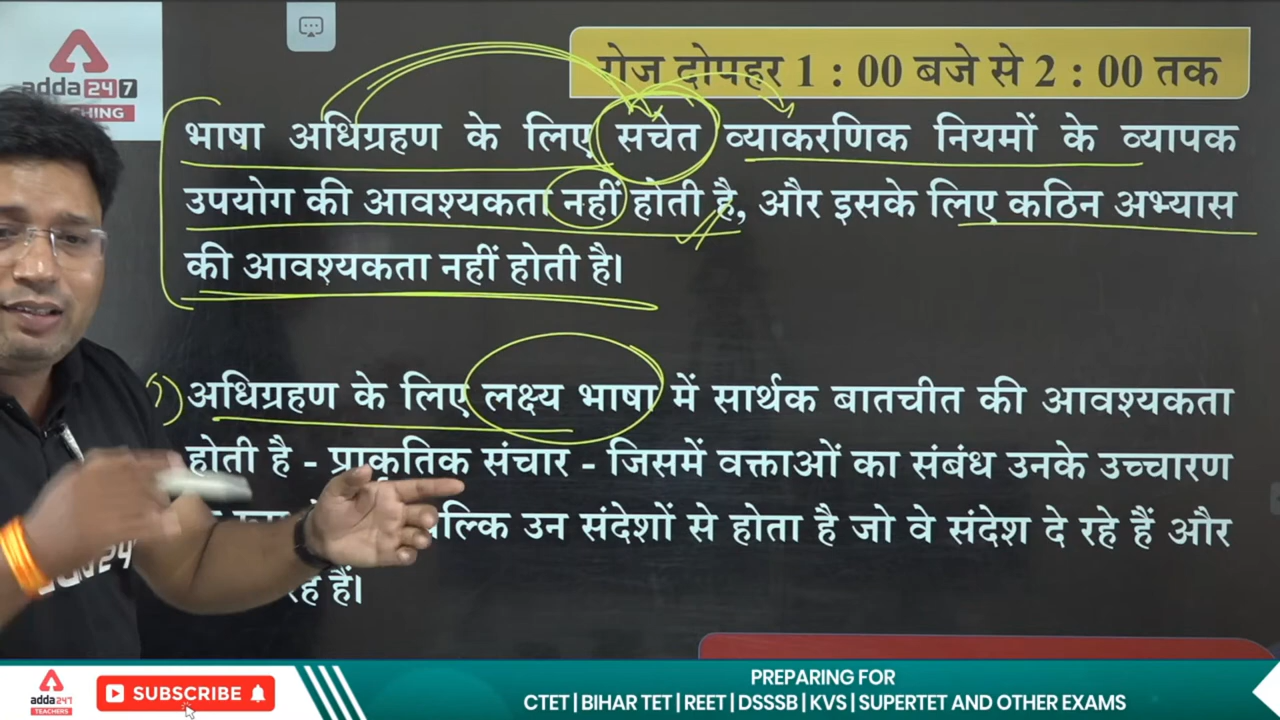 रोज दोपहर 1 : 00 बजे से 2 : 00 तक
adda 247
भाषा अधिग्रहण के लिए सचेत व्याकरणिक नियमों के व्यापक
उपयोग की आवश्यकता नहीं होती है, और इसके लिए कठिन अभ्यास
की आवश्यकता नहीं होती है।
अधिग्रहण के लिए लक्ष्य भाषा में सार्थक बातचीत की आवश्यकता
होती है - प्राकृतिक संचार - जिसमें वक्ताओं का संबंध उनके उच्चारण
उन संदेशों से होता है जो वे संदेश दे रहे हैं और
हैं।
adda247
TEACHERS
SUBSCRIBE
PREPARING FOR
CTET | BIHAR TET | REET | DSSSB | KVS | SUPERTET AND OTHER EXAMS